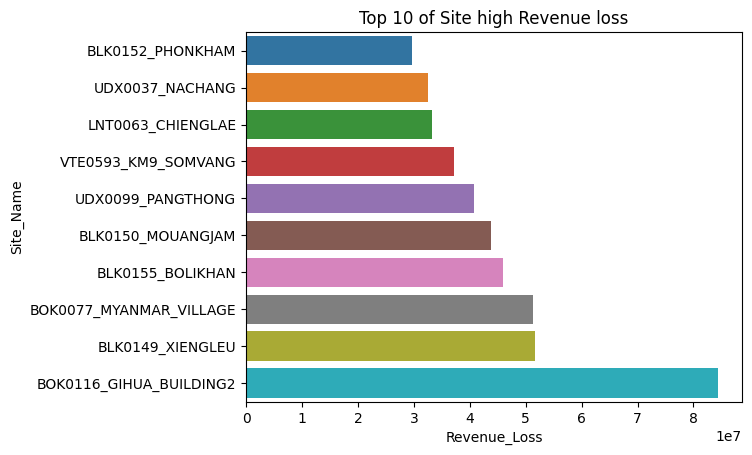 Top 10 of Site high Revenue loss
BLK0152_PHONKHAM
UDX0037_NACHANG
LNT0063_CHIENGLAE
VTE0593_KM9_SOMVANG
UDX0099_PANGTHONG
BLK0150_MOUANGJAM
BLK0155_BOLIKHAN
BOK0077_MYANMAR_VILLAGE
BLK0149_XIENGLEU
BOK0116_GIHUA_BUILDING2
Site_Name
0 1 2 3 4 5 6 7 8
1e7
Revenue_Loss